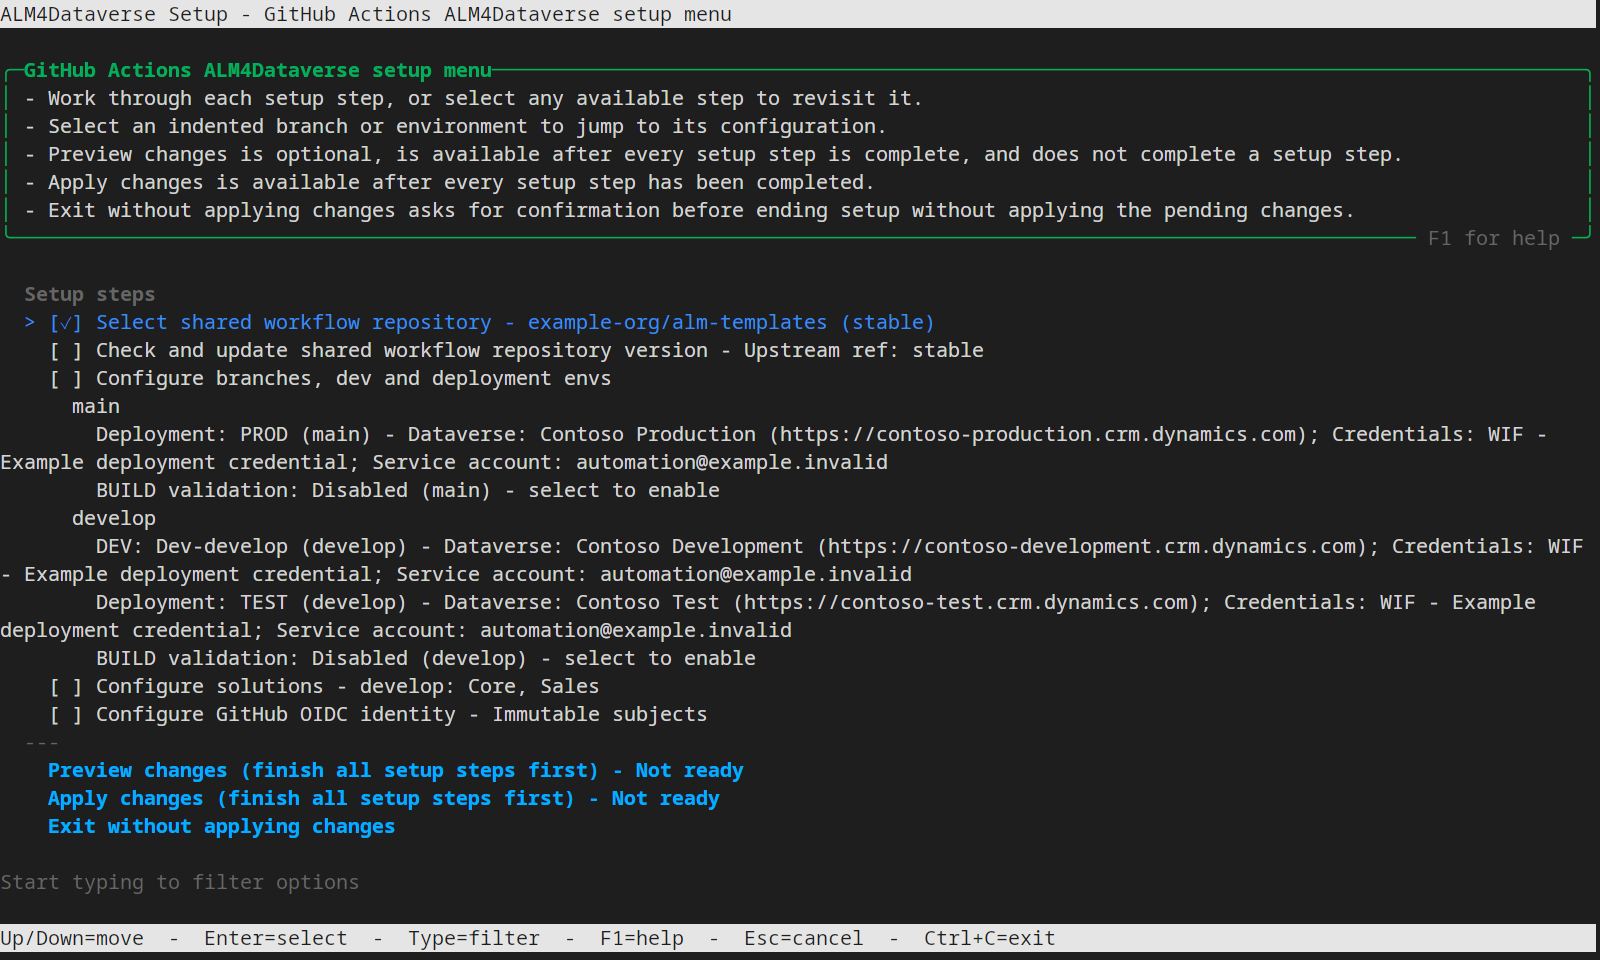 ALM4Dataverse Setup - GitHub Actions ALM4Dataverse setup menu
GitHub Actions ALM4Dataverse setup menu
- Work through each setup step, or select any available step to revisit it.
- Select an indented branch or environment to jump to its configuration.
- Preview changes is optional, is available after every setup step is complete, and does not complete a setup step.
- Apply changes is available after every setup step has been completed.
- Exit without applying changes asks for confirmation before ending setup without applying the pending changes.
F1 for help
Setup steps
> [✓] Select shared workflow repository - example-org/alm-templates (stable)
[ ] Check and update shared workflow repository version - Upstream ref: stable
[ ] Configure branches, dev and deployment envs
main
Deployment: PROD (main) - Dataverse: Contoso Production (https://contoso-production.crm.dynamics.com); Credentials: WIF -
Example deployment credential; Service account: automation@example.invalid
BUILD validation: Disabled (main) - select to enable
develop
DEV: Dev-develop (develop) - Dataverse: Contoso Development (https://contoso-development.crm.dynamics.com); Credentials: WIF
- Example deployment credential; Service account: automation@example.invalid
Deployment: TEST (develop) - Dataverse: Contoso Test (https://contoso-test.crm.dynamics.com); Credentials: WIF - Example
deployment credential; Service account: automation@example.invalid
BUILD validation: Disabled (develop) - select to enable
[ ] Configure solutions - develop: Core, Sales
[ ] Configure GitHub OIDC identity - Immutable subjects
---
Preview changes (finish all setup steps first) - Not ready
Apply changes (finish all setup steps first) - Not ready
Exit without applying changes
Start typing to filter options
Up/Down=move - Enter=select - Type=filter - F1=help - Esc=cancel - Ctrl+C=exit